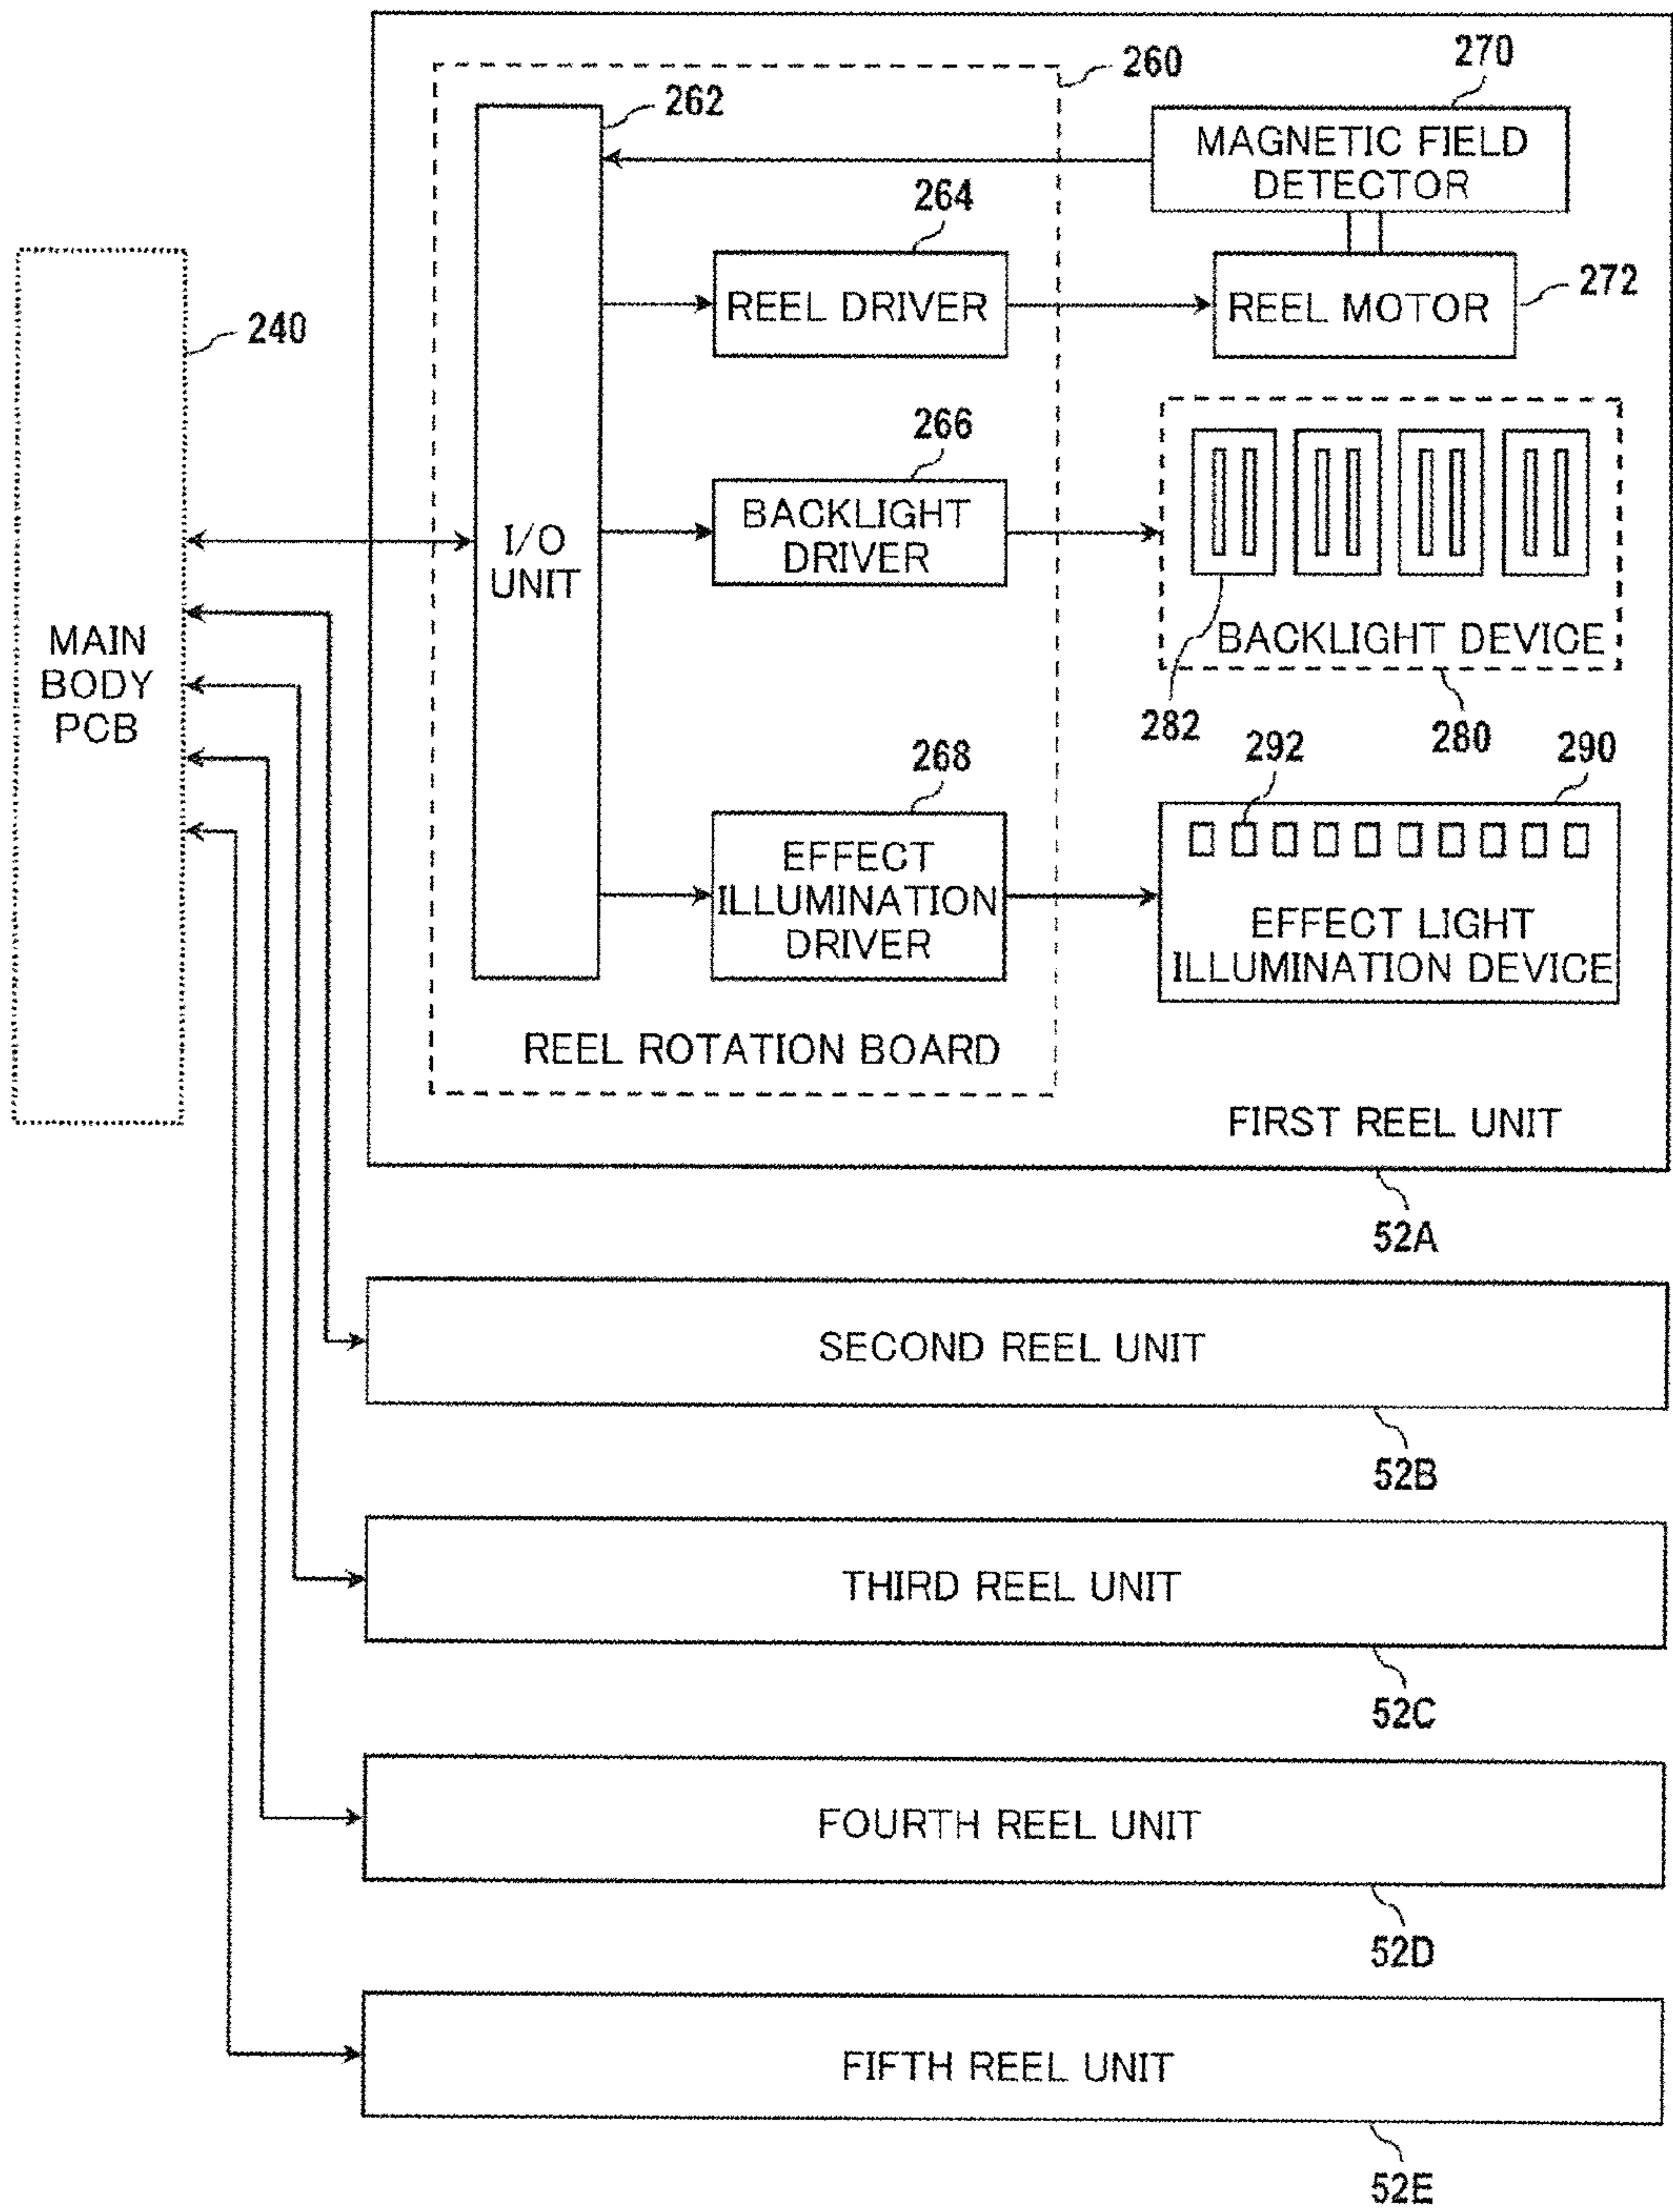 270
260
262
MAGNETIC FIELD
DETECTOR
264
272
REEL DRIVER
REEL MOTOR
240
266
BACKLIGHT
DRIVER
I/O
UNIT
BACKLIGHT DEVICE
MAIN
BODY
PCB
282
280
292
290
268
EFFECT
ILLUMINATION
DRIVER
EFFECT LIGHT
ILLUMINATION DEVICE
REEL ROTATION BOARD
FIRST REEL UNIT
52A
SECOND REEL UNIT
52B
THIRD REEL UNIT
52C
FOURTH REEL UNIT
52D
FIFTH REEL UNIT
52E